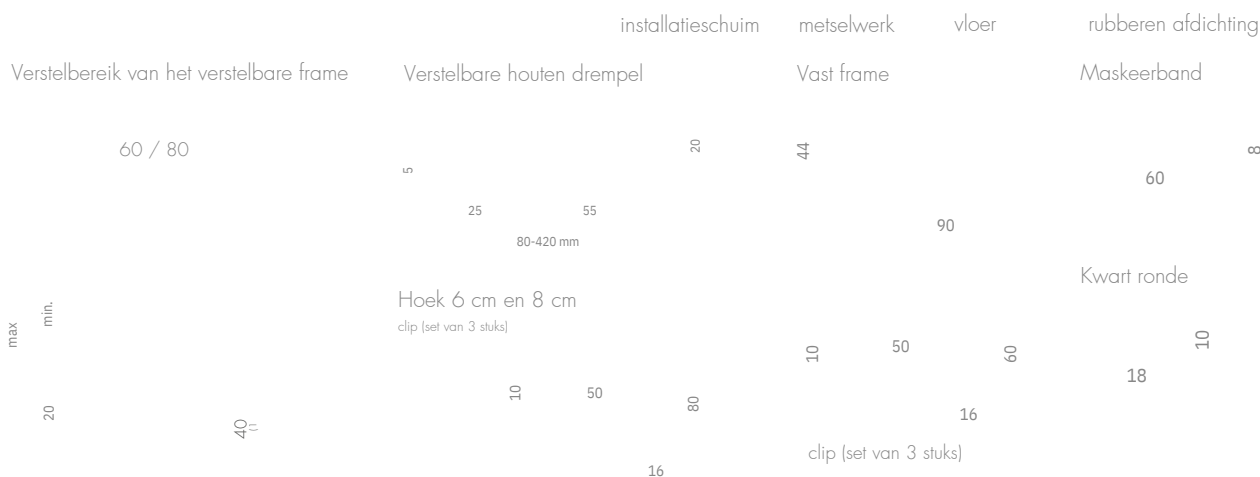 installatieschuim metselwerk vloer rubberen afdichting
Verstelbereik van het verstelbare frame
60 / 80
max
min.
20
40
Verstelbare houten drempel
20
5
25 55
80-420 mm
Hoek 6 cm en 8 cm
clip (set van 3 stuks)
10 50 80
16
Vast frame
44
90
10 50 60
16
clip (set van 3 stuks)
Maskeerband
8
60
Kwart ronde
10
18